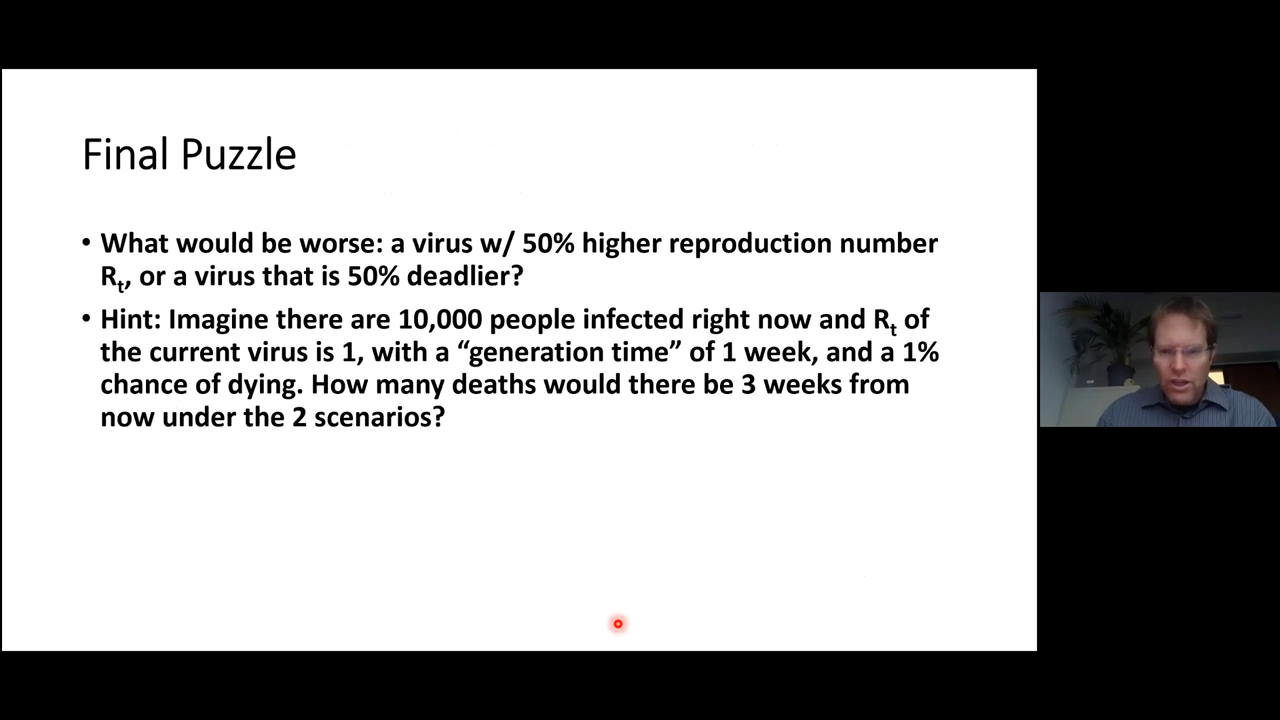 Final Puzzle
• What would be worse: a virus w/ 50% higher reproduction number
Rt, or a virus that is 50% deadlier?
• Hint: Imagine there are 10,000 people infected right now and Rt of
the current virus is 1, with a “generation time” of 1 week, and a 1%
chance of dying. How many deaths would there be 3 weeks from
now under the 2 scenarios?